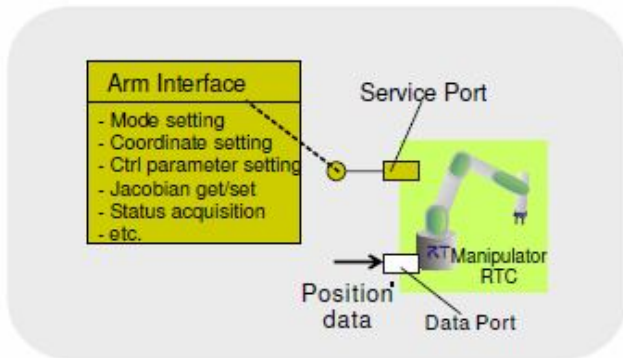 Arm Interface
- Mode setting
- Coordinate setting
- Ctrl parameter setting
- Jacobian get/set
- Status acquisition
- etc.
Service Port
RT Manipulator
RTC
Position
data
Data Port